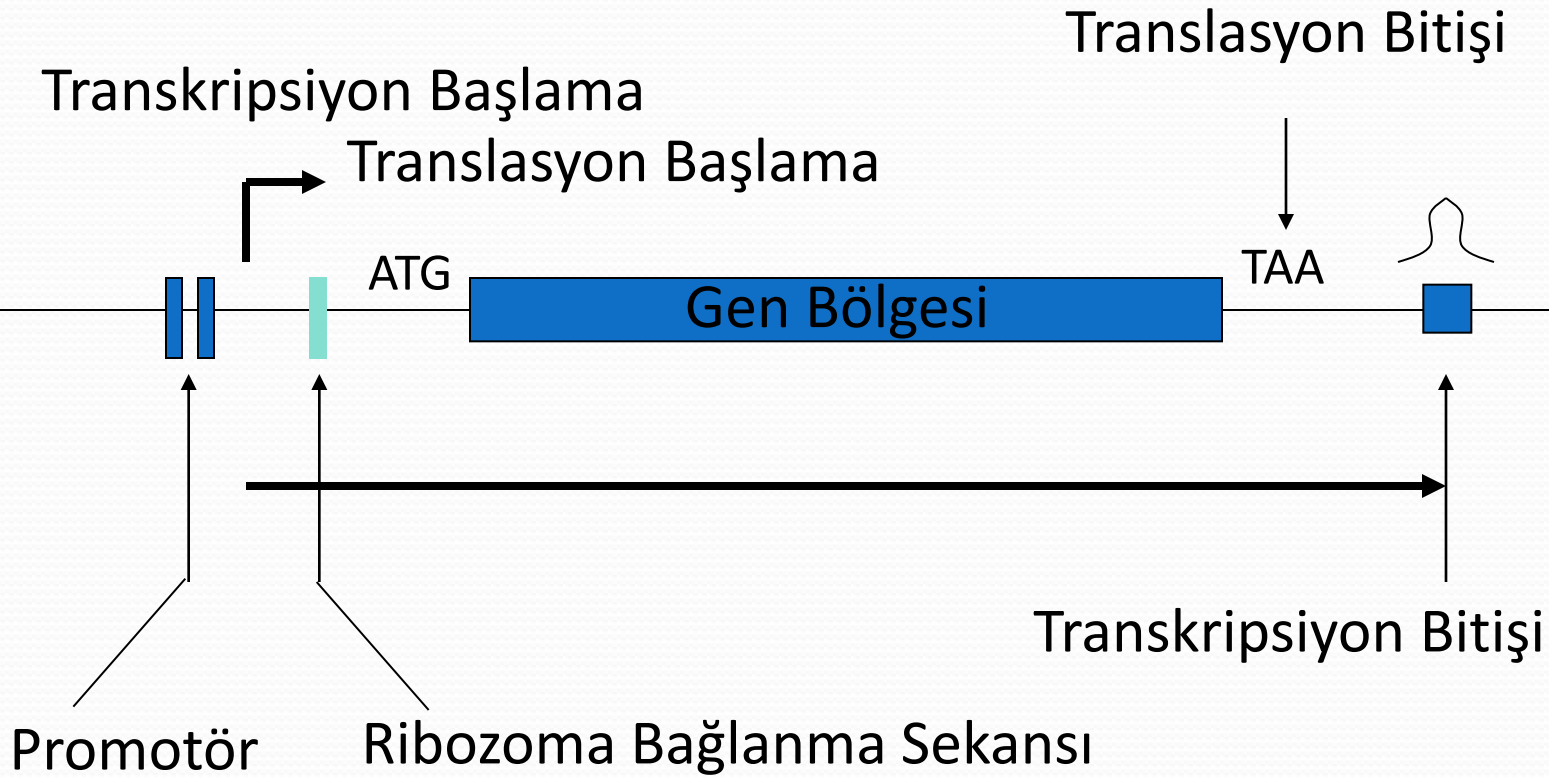 Translasyon Bitişi
Transkripsiyon Başlama
Translasyon Başlama
ATG
TAA
Gen Bölgesi
Transkripsiyon Bitişi
Promotör
Ribozoma Bağlanma Sekansı